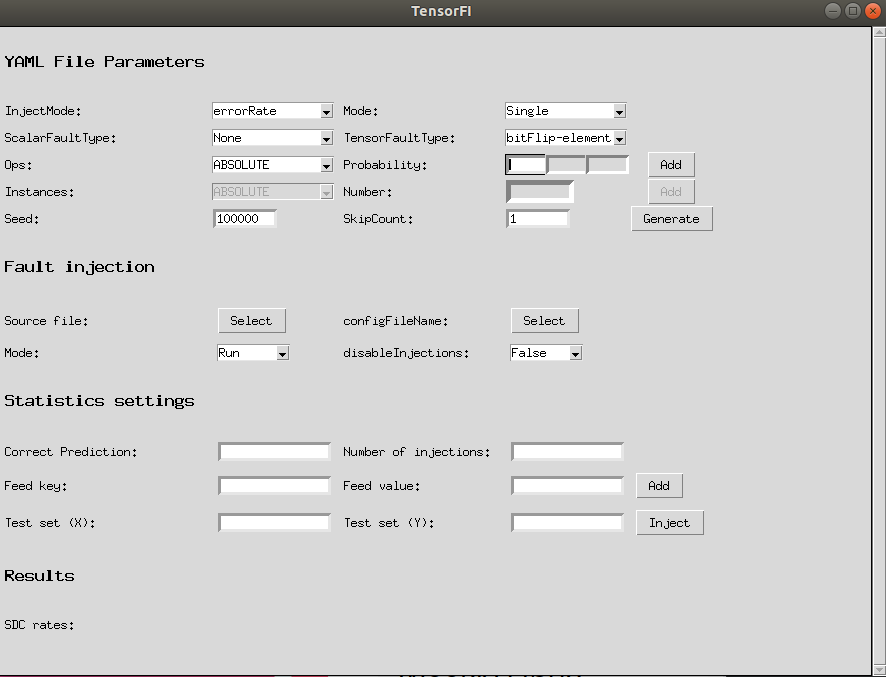 TensorFI
YAML File Parameters
InjectMode: errorRate Mode: Single
ScalarFaultType: None TensorFaultType: bitFlip-element
Ops: ABSOLUTE Probability: Add
Instances: ABSOLUTE Number: Add
Seed: 100000 SkipCount: 1 Generate
Fault injection
Source file: Select configFileName: Select
Mode: Run disableInjections: False
Statistics settings
Correct Prediction: Number of injections:
Feed key: Feed value: Add
Test set (X): Test set (Y): Inject
Results
SDC rates: